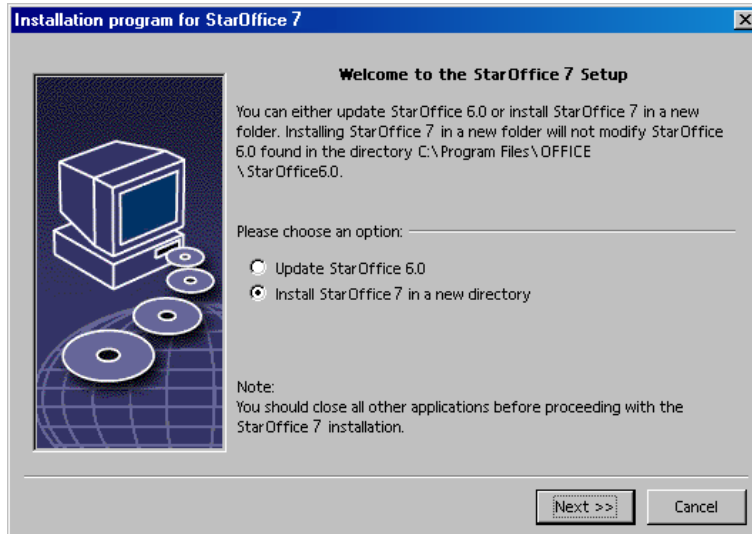 Installation program for StarOffice 7
Welcome to the StarOffice 7 Setup
You can either update StarOffice 6.0 or install StarOffice 7 in a new
folder. Installing StarOffice 7 in a new folder will not modify StarOffice
6.0 found in the directory C:\Program Files\OFFICE
\StarOffice6.0.
Please choose an option:
Update StarOffice 6.0
Install StarOffice 7 in a new directory
Note:
You should close all other applications before proceeding with the
StarOffice 7 installation.
Next >>
Cancel